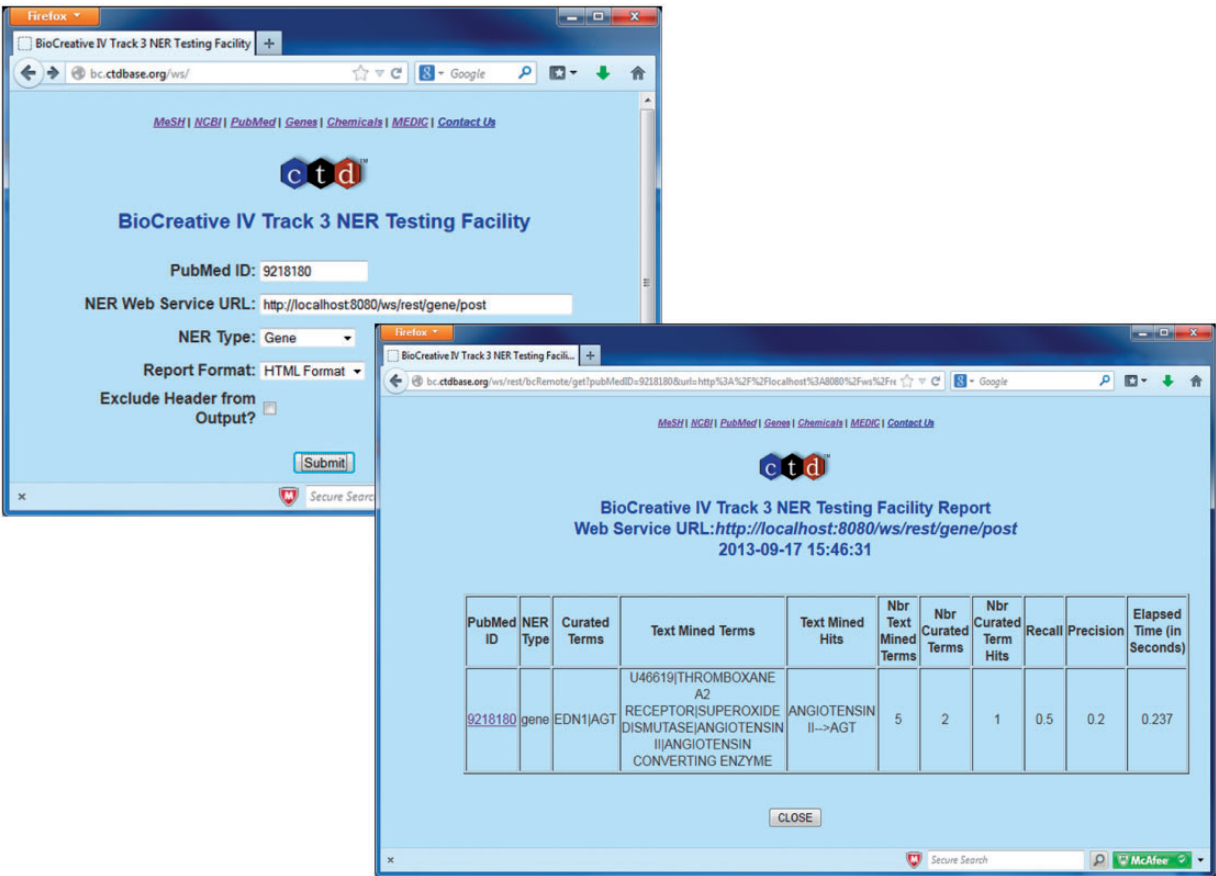 Firefox
BioCreative IV Track 3 NER Testing Facility
bc.ctdbase.org/ws/
Google
MeSH | NCBI | PubMed | Genes | Chemicals | MEDIC | Contact Us
ctd™
BioCreative IV Track 3 NER Testing Facility
PubMed ID: 9218180
NER Web Service URL: http://localhost:8080/ws/rest/gene/post
NER Type: Gene
Report Format: HTML Format
Exclude Header from
Output?
Submit
Secure Searc
Firefox
BioCreative IV Track 3 NER Testing Facili...
bc.ctdbase.org/ws/rest/bcRemote/get?pubMedID=9218180&url=http%3A%2F%2Flocalhost%3A8080%2Fws%2Fre
Google
MeSH | NCBI | PubMed | Genes | Chemicals | MEDIC | Contact Us
ctd™
BioCreative IV Track 3 NER Testing Facility Report
Web Service URL:http://localhost:8080/ws/rest/gene/post
2013-09-17 15:46:31
PubMed ID
NER Type
Curated Terms
Text Mined Terms
Text Mined Hits
Nbr Text Mined Terms
Nbr Curated Terms
Nbr Curated Term Hits
Recall
Precision
Elapsed Time (in Seconds)
9218180
gene
EDN1|AGT
U46619|THROMBOXANE
A2
RECEPTOR|SUPEROXIDE
DISMUTASE|ANGIOTENSIN
II|ANGIOTENSIN
CONVERTING ENZYME
ANGIOTENSIN
II-->AGT
5
2
1
0.5
0.2
0.237
CLOSE
Secure Search
McAfee